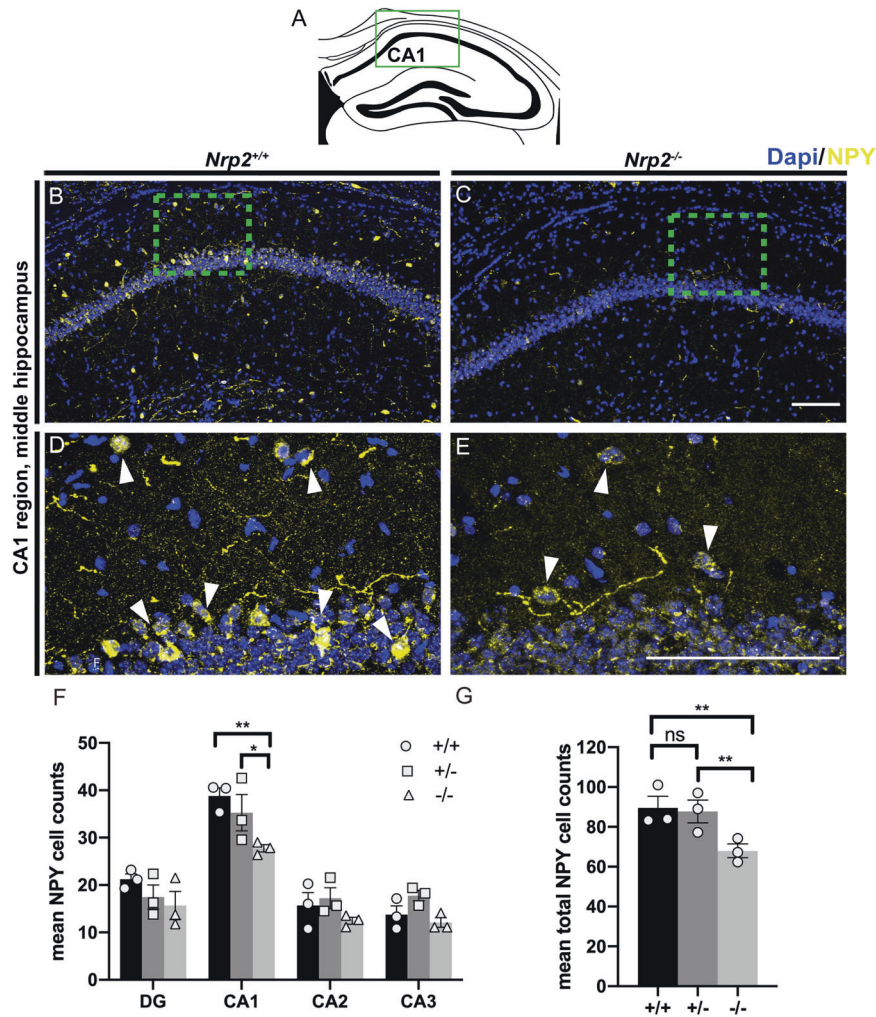 A
CA1
Nrp2+/+
Nrp2-/-
Dapi/NPY
CA1 region, middle hippocampus
B
C
D
E
F
F
mean NPY cell counts
50
40
30
20
10
0
**
*
+/+
+/-
-/-
DG
CA1
CA2
CA3
G
mean total NPY cell counts
120
100
80
60
40
20
0
**
ns
**
+/+
+/-
-/-